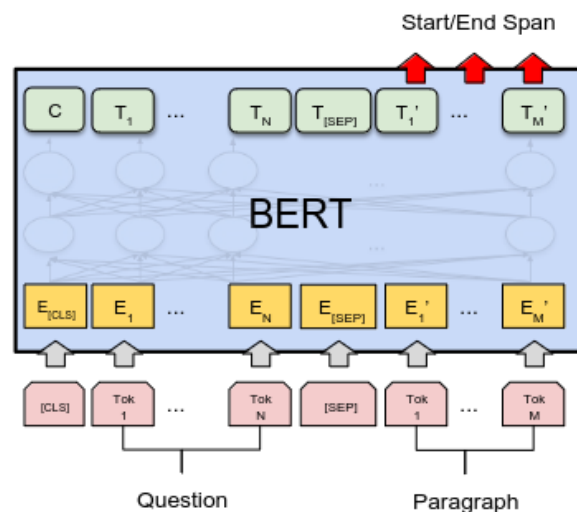 Start/End Span
C T1 ... TN T[SEP] T1' ... TM'
...
BERT
...
E[CLS] E1 ... EN E[SEP] E1' ... EM'
[CLS] Tok 1 ... Tok N [SEP] Tok 1 ... Tok M
Question Paragraph